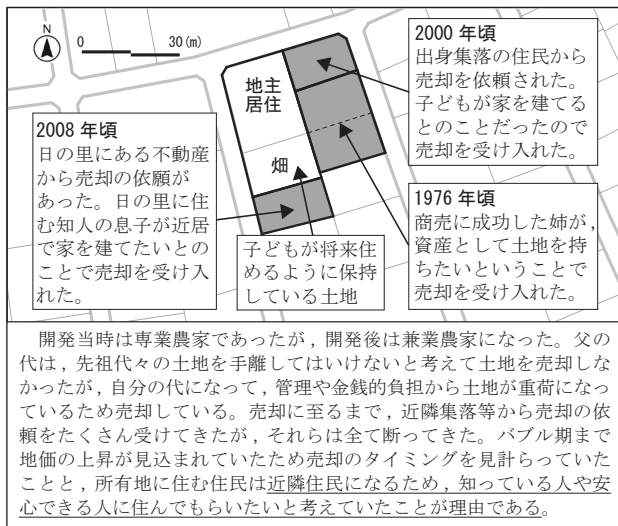 N
0 30(m)
2000 年頃
出身集落の住民から
売却を依頼された。
子どもが家を建てる
とのことだったので
売却を受け入れた。
地主
居住
2008 年頃
日の里にある不動産
から売却の依頼が
あった。日の里に住
む知人の息子が近居
で家を建てたいとの
ことで売却を受け入
れた。
畑
1976 年頃
商売に成功した姉が，
資産として土地を持
ちたいということで
売却を受け入れた。
子どもが将来住
めるように保持
している土地
開発当時は専業農家であったが，開発後は兼業農家になった。父の
代は，先祖代々の土地を手離してはいけないと考えて土地を売却しな
かったが，自分の代になって，管理や金銭的負担から土地が重荷になっ
ているため売却している。売却に至るまで，近隣集落等から売却の依
頼をたくさん受けてきたが，それらは全て断ってきた。バブル期まで
地価の上昇が見込まれていたため売却のタイミングを見計らっていた
ことと，所有地に住む住民は近隣住民になるため，知っている人や安
心できる人に住んでもらいたいと考えていたことが理由である。